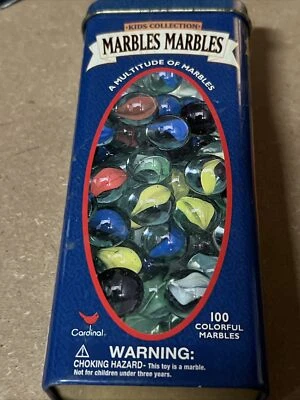 KIDS COLLECTION
MARBLES MARBLES
A MULTITUDE OF MARBLES
Cardinal
100
COLORFUL
MARBLES
WARNING:
CHOKING HAZARD- This toy is a marble.
Not for children under three years.